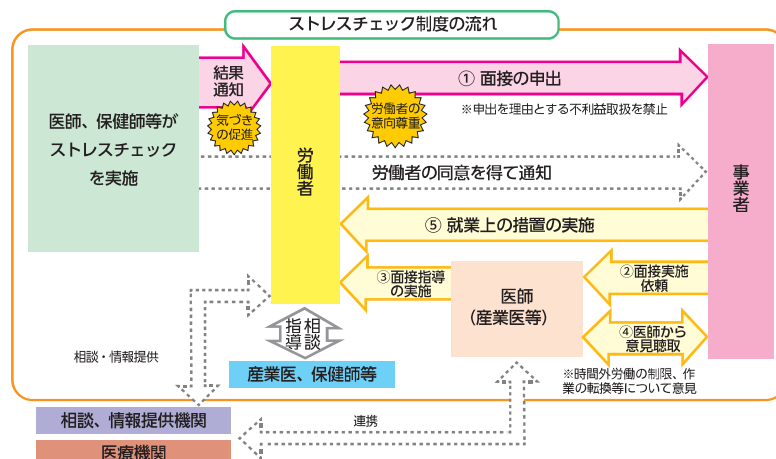 ストレスチェック制度の流れ
医師、保健師等が
ストレスチェック
を実施
結果
通知
気づき
の促進
労働者
① 面接の申出
労働者の
意向尊重
※申出を理由とする不利益取扱を禁止
労働者の同意を得て通知
事業者
⑤ 就業上の措置の実施
②面接実施
依頼
③面接指導
の実施
医師
（産業医等）
④医師から
意見聴取
※時間外労働の制限、作
業の転換等について意見
相談
指導
産業医、保健師等
相談・情報提供
相談、情報提供機関
連携
医療機関